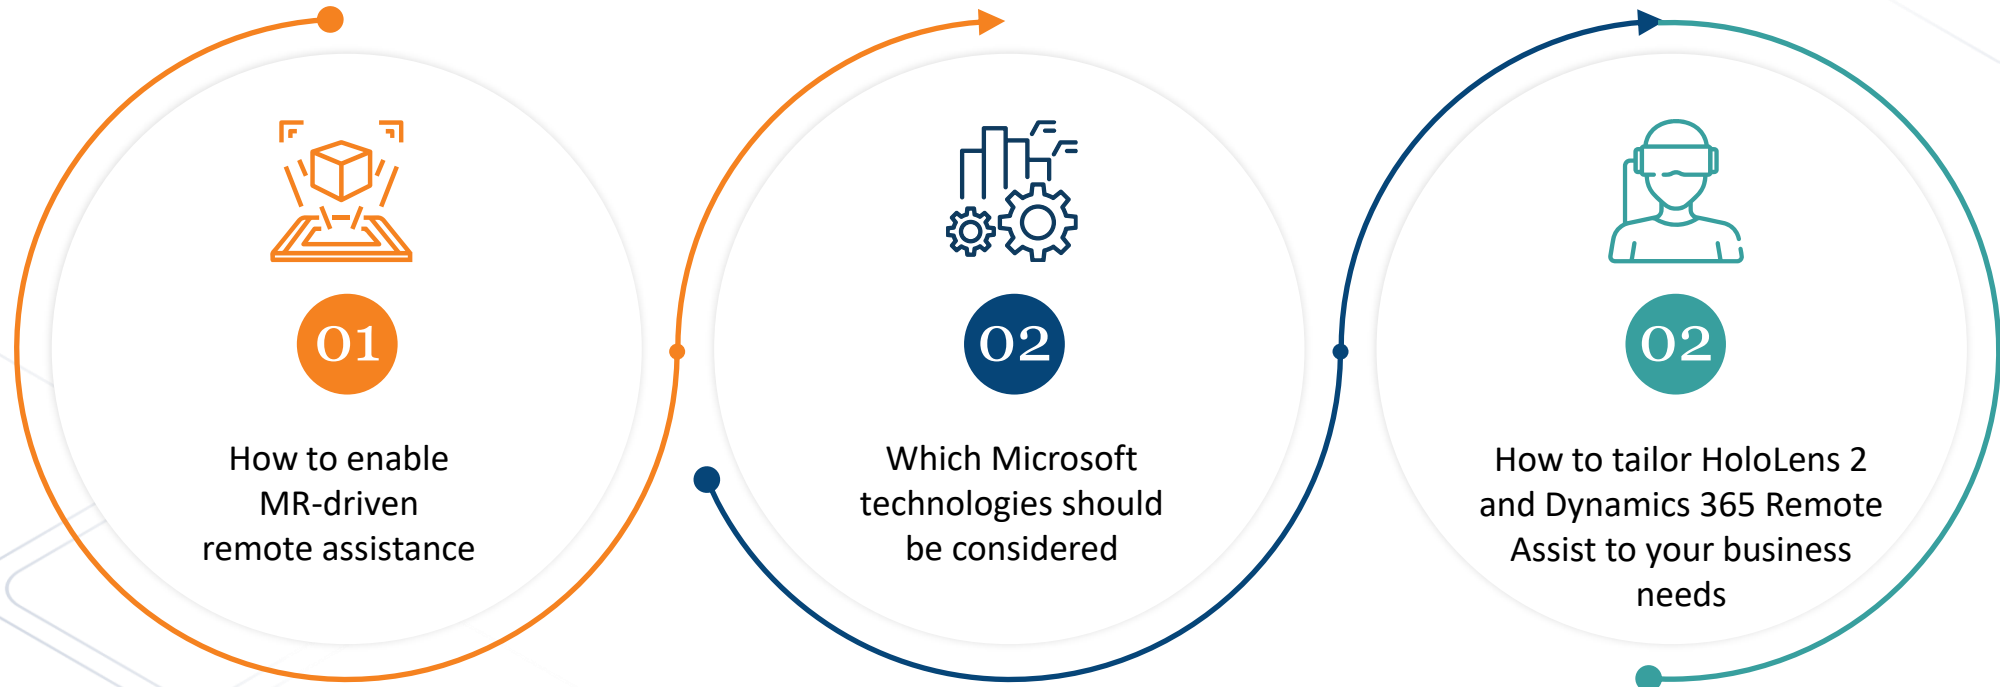 01
How to enable
MR-driven
remote assistance
02
Which Microsoft
technologies should
be considered
02
How to tailor HoloLens 2
and Dynamics 365 Remote
Assist to your business
needs